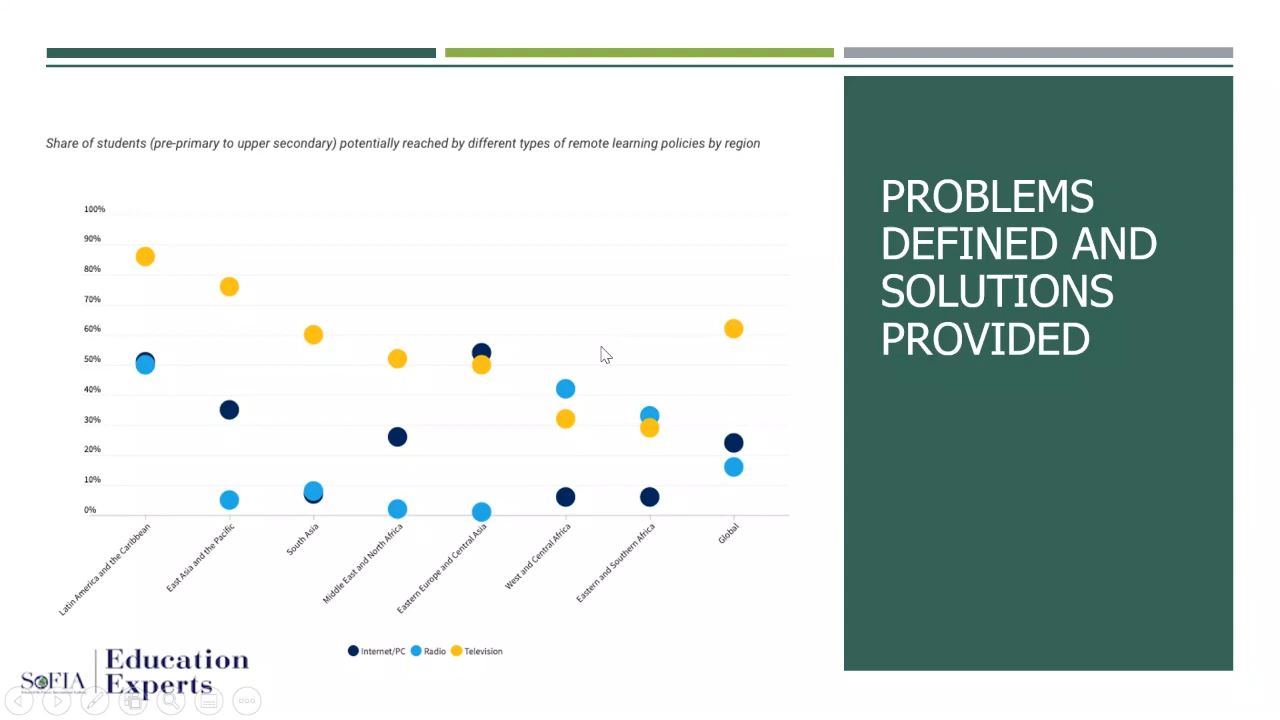 Share of students (pre-primary to upper secondary) potentially reached by different types of remote learning policies by region
PROBLEMS
DEFINED AND
SOLUTIONS
PROVIDED
100%
90%
80%
70%
60%
50%
40%
30%
20%
10%
0%
Latin America and the Caribbean
East Asia and the Pacific
South Asia
Middle East and North Africa
Eastern Europe and Central Asia
West and Central Africa
Eastern and Southern Africa
Global
Internet/PC Radio Television
SOFIA
Education
Experts